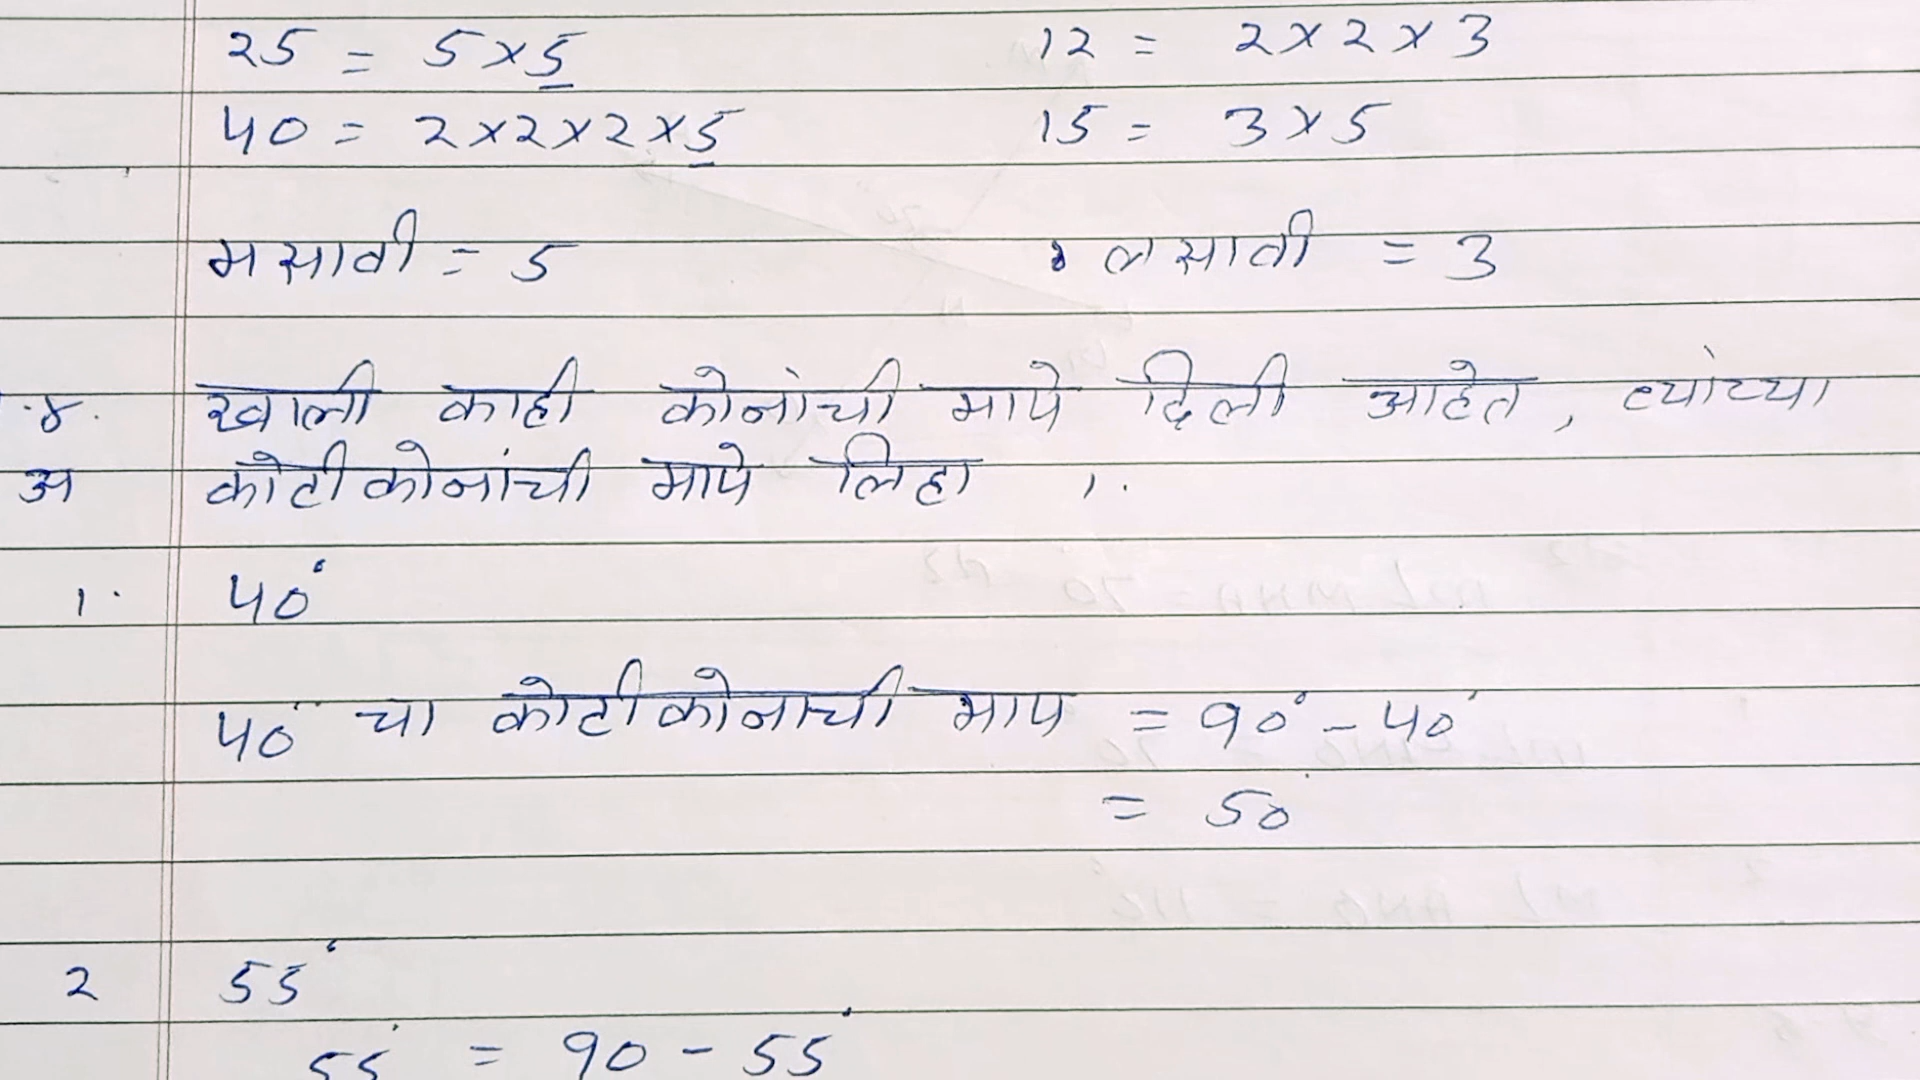 25 = 5×5 12 = 2×2×3
40 = 2×2×2×5 15 = 3×5
मसावी = 5 लसावी = 3
.४. खाली काही कोनांची मापे दिली आहेत, त्यांच्या
अ कोटीकोनांची मापे लिहा .
1. 40°
40° चा कोटीकोनाची माप = 90° - 40°
= 50
2 55°
55° = 90 - 55°